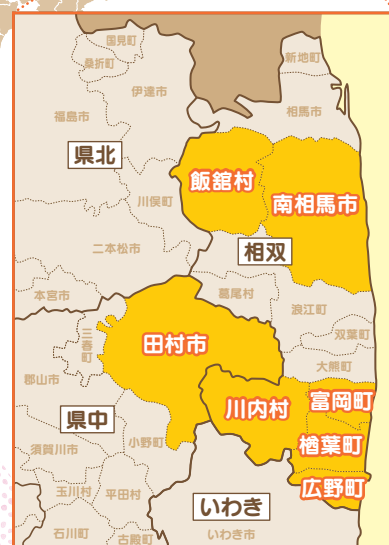 国見町
桑折町
新地町
伊達市
相馬市
福島市
県北
飯舘村
南相馬市
川俣町
相双
二本松市
葛尾村
本宮市
浪江町
双葉町
三春町
田村市
大熊町
郡山市
川内村
富岡町
県中
小野町
楢葉町
須賀川市
広野町
玉川村
平田村
いわき
石川町
古殿町
いわき市